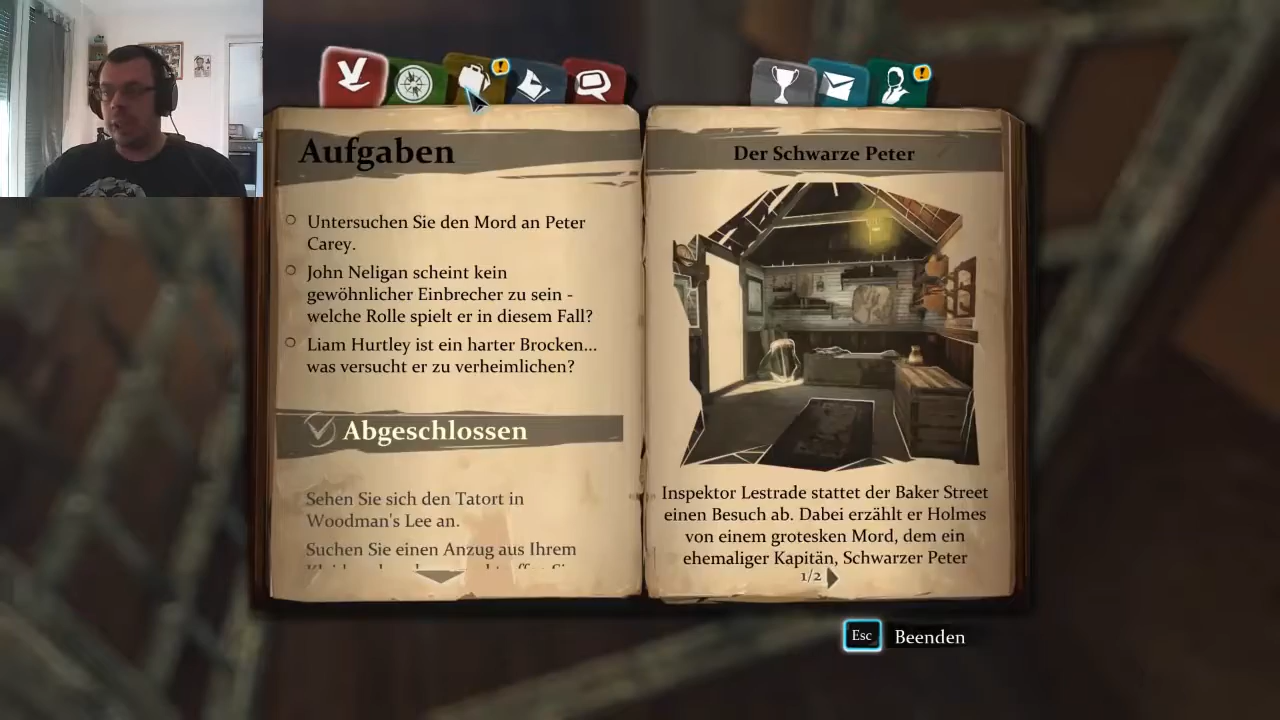 Aufgaben
Untersuchen Sie den Mord an Peter
Carey.
John Neligan scheint kein
gewöhnlicher Einbrecher zu sein -
welche Rolle spielt er in diesem Fall?
Liam Hurtley ist ein harter Brocken...
was versucht er zu verheimlichen?
Abgeschlossen
Sehen Sie sich den Tatort in
Woodman's Lee an.
Suchen Sie einen Anzug aus Ihrem
Der Schwarze Peter
Inspektor Lestrade stattet der Baker Street
einen Besuch ab. Dabei erzählt er Holmes
von einem grotesken Mord, dem ein
ehemaliger Kapitän, Schwarzer Peter
1/2
Esc Beenden